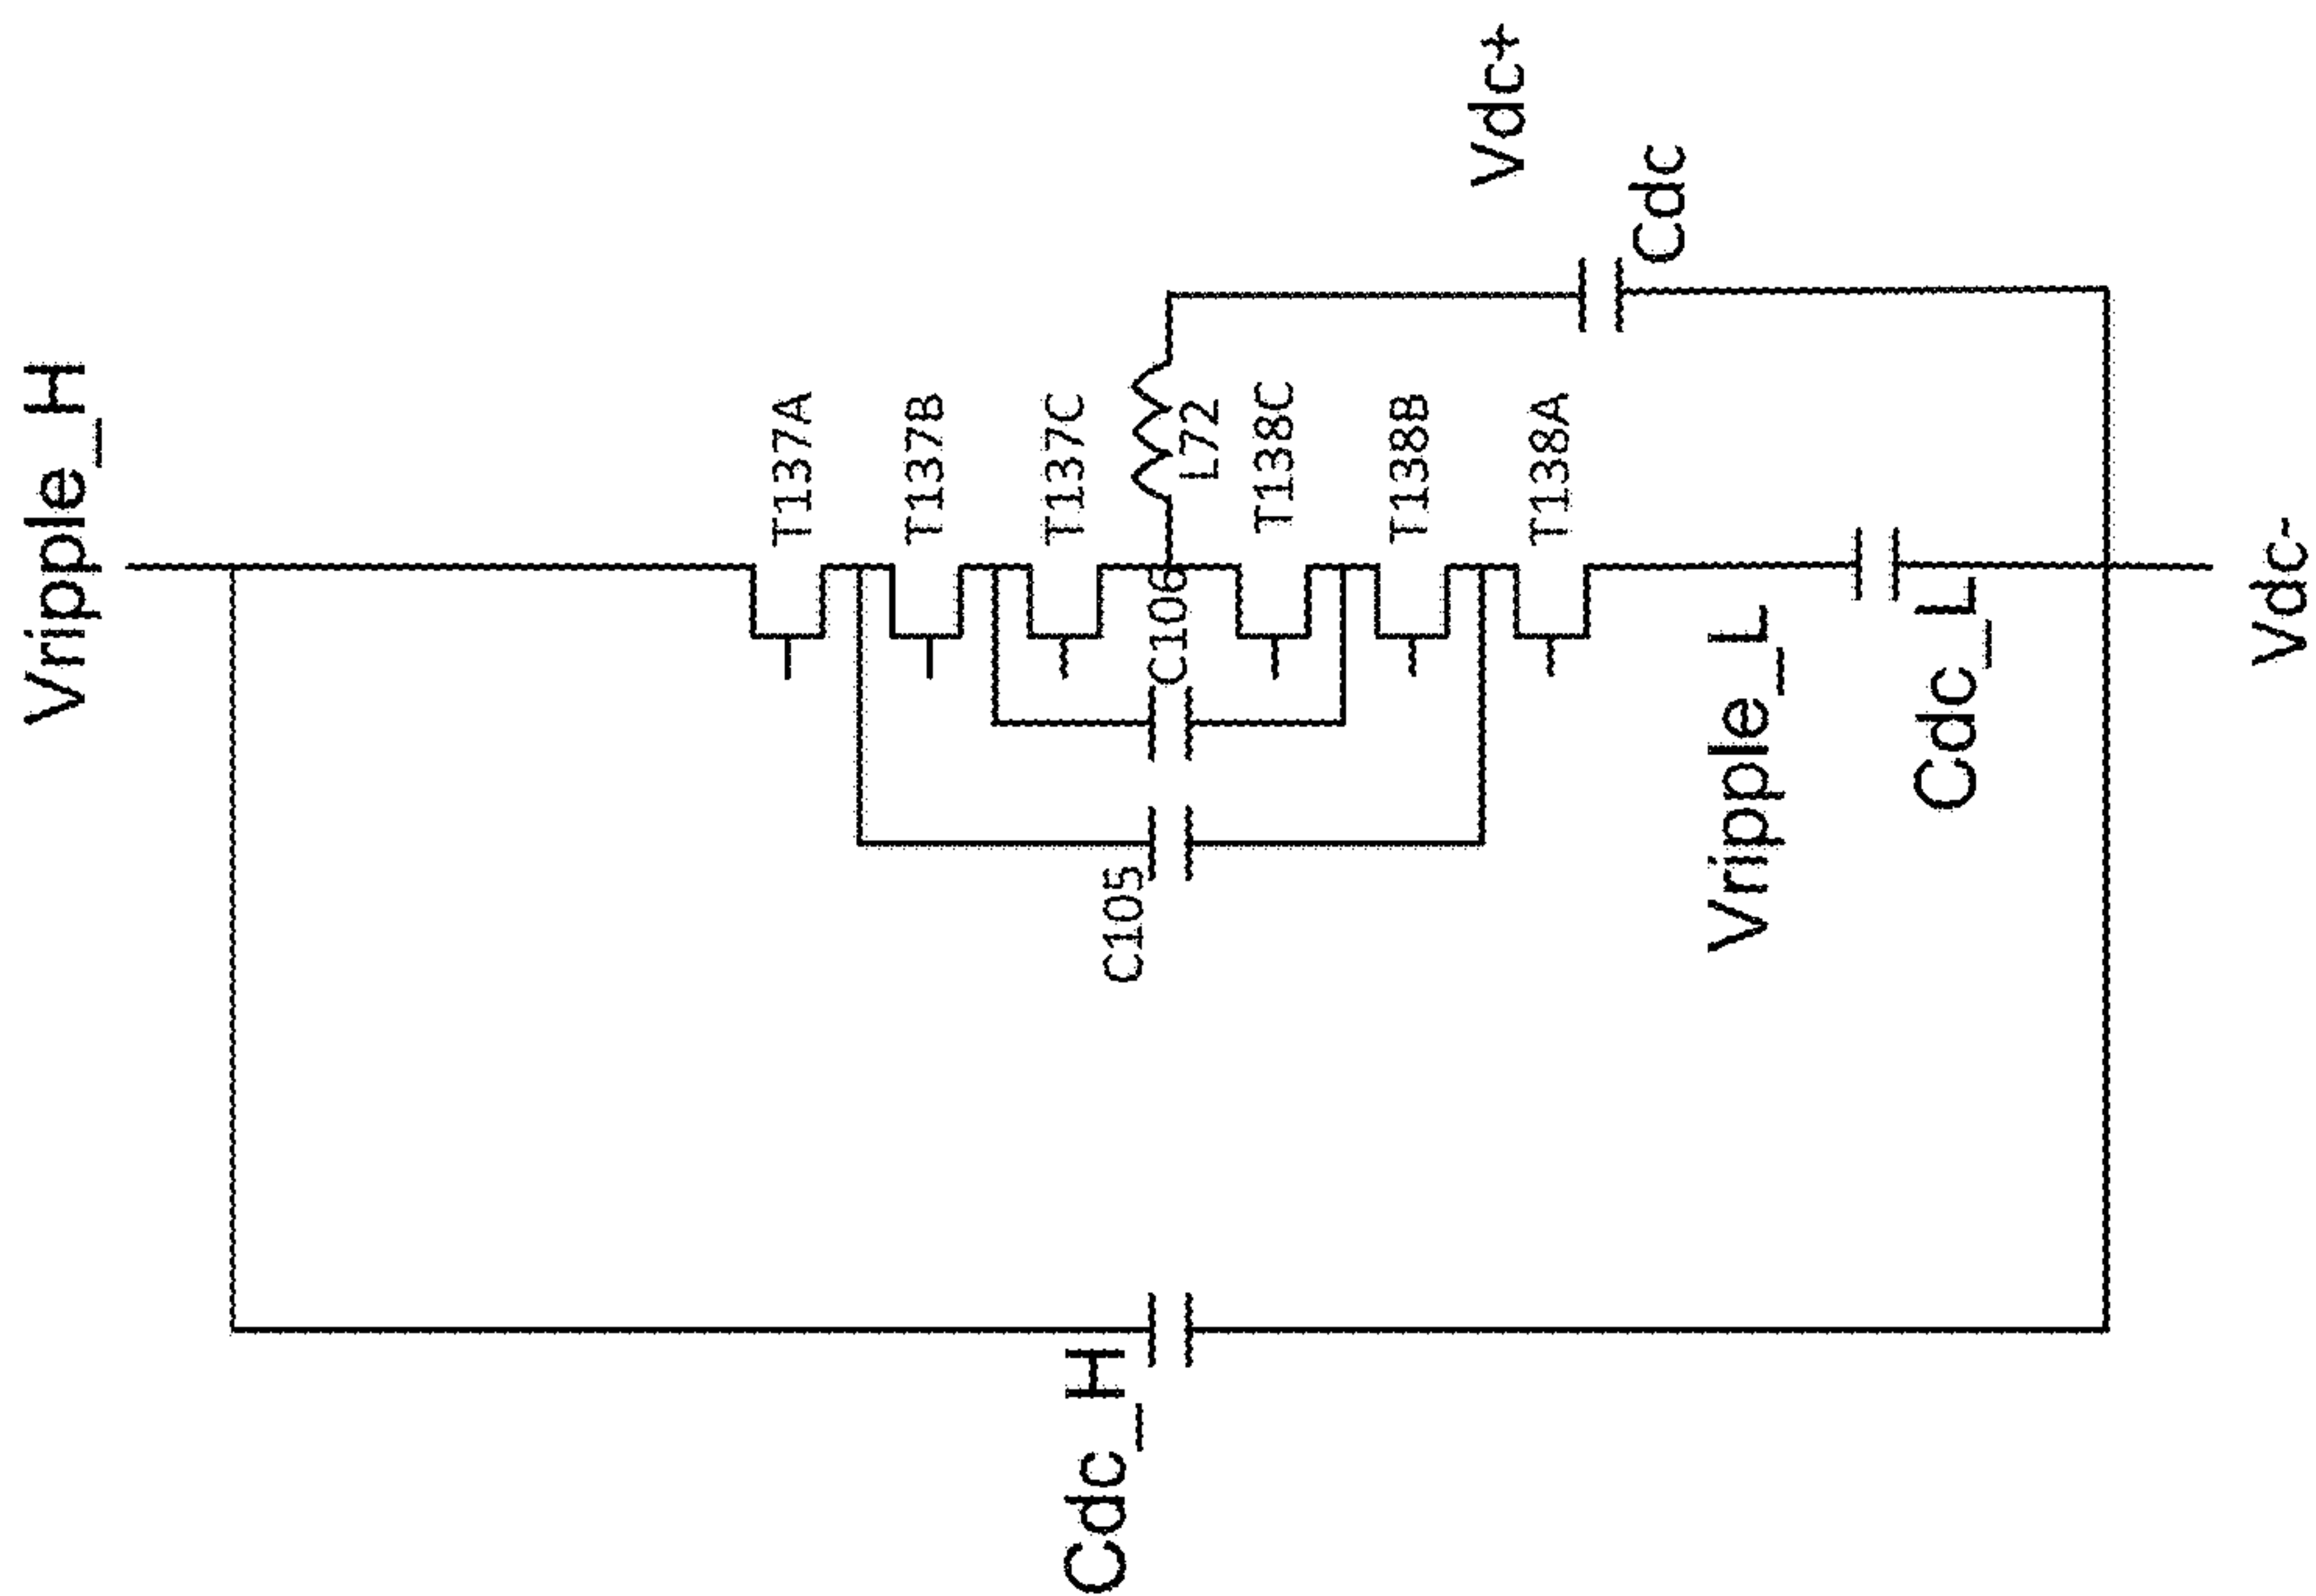 Vripple_H
Vdc+
Cdc
T137A
T137B
T137C
L72
T138C
T138B
T138A
C106
C105
Vripple_L
Cdc_L
Vdc-
Cdc_H